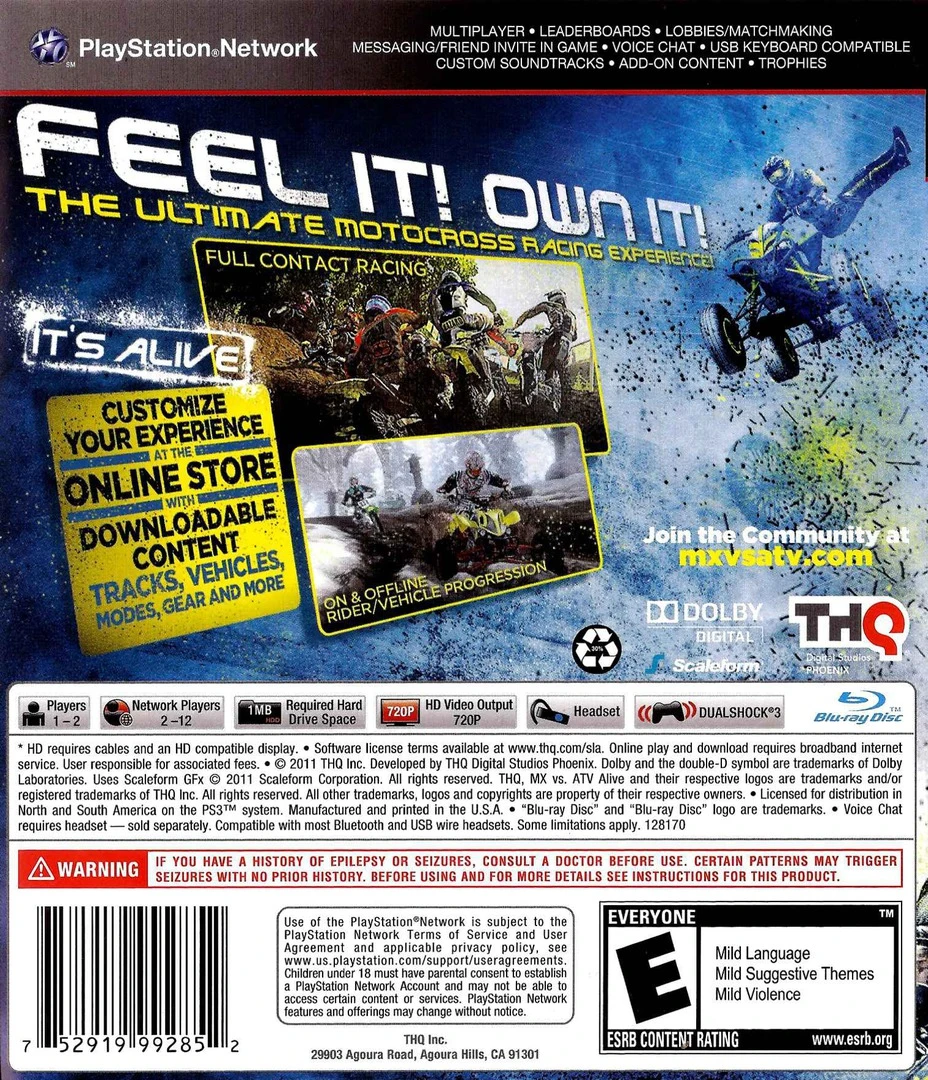 PlayStation®Network
SM
MULTIPLAYER • LEADERBOARDS • LOBBIES/MATCHMAKING
MESSAGING/FRIEND INVITE IN GAME • VOICE CHAT • USB KEYBOARD COMPATIBLE
CUSTOM SOUNDTRACKS • ADD-ON CONTENT • TROPHIES
FEEL IT! OWN IT!
THE ULTIMATE MOTOCROSS RACING EXPERIENCE!
FULL CONTACT RACING
IT'S ALIVE
CUSTOMIZE
YOUR EXPERIENCE
AT THE
ONLINE STORE
WITH
DOWNLOADABLE
CONTENT
TRACKS, VEHICLES,
MODES, GEAR AND MORE
ON & OFFLINE
RIDER/VEHICLE PROGRESSION
Join the Community at
mxvsatv.com
30%
DOLBY
DIGITAL
Scaleform
THQ
Digital Studios
PHOENIX
Players
1 – 2
Network Players
2 –12
1MB
HDD
Required Hard
Drive Space
720P
HD Video Output
720P
Headset
DUALSHOCK®3
Blu-ray Disc™
* HD requires cables and an HD compatible display. • Software license terms available at www.thq.com/sla. Online play and download requires broadband internet
service. User responsible for associated fees. • © 2011 THQ Inc. Developed by THQ Digital Studios Phoenix. Dolby and the double-D symbol are trademarks of Dolby
Laboratories. Uses Scaleform GFx © 2011 Scaleform Corporation. All rights reserved. THQ, MX vs. ATV Alive and their respective logos are trademarks and/or
registered trademarks of THQ Inc. All rights reserved. All other trademarks, logos and copyrights are property of their respective owners. • Licensed for distribution in
North and South America on the PS3™ system. Manufactured and printed in the U.S.A. • “Blu-ray Disc” and “Blu-ray Disc” logo are trademarks. • Voice Chat
requires headset — sold separately. Compatible with most Bluetooth and USB wire headsets. Some limitations apply. 128170
WARNING
IF YOU HAVE A HISTORY OF EPILEPSY OR SEIZURES, CONSULT A DOCTOR BEFORE USE. CERTAIN PATTERNS MAY TRIGGER
SEIZURES WITH NO PRIOR HISTORY. BEFORE USING AND FOR MORE DETAILS SEE INSTRUCTIONS FOR THIS PRODUCT.
7 52919 99285 2
Use of the PlayStation®Network is subject to the
PlayStation Network Terms of Service and User
Agreement and applicable privacy policy, see
www.us.playstation.com/support/useragreements.
Children under 18 must have parental consent to establish
a PlayStation Network Account and may not be able to
access certain content or services. PlayStation Network
features and offerings may change without notice.
THQ Inc.
29903 Agoura Road, Agoura Hills, CA 91301
EVERYONE
TM
E
Mild Language
Mild Suggestive Themes
Mild Violence
ESRB CONTENT RATING
www.esrb.org